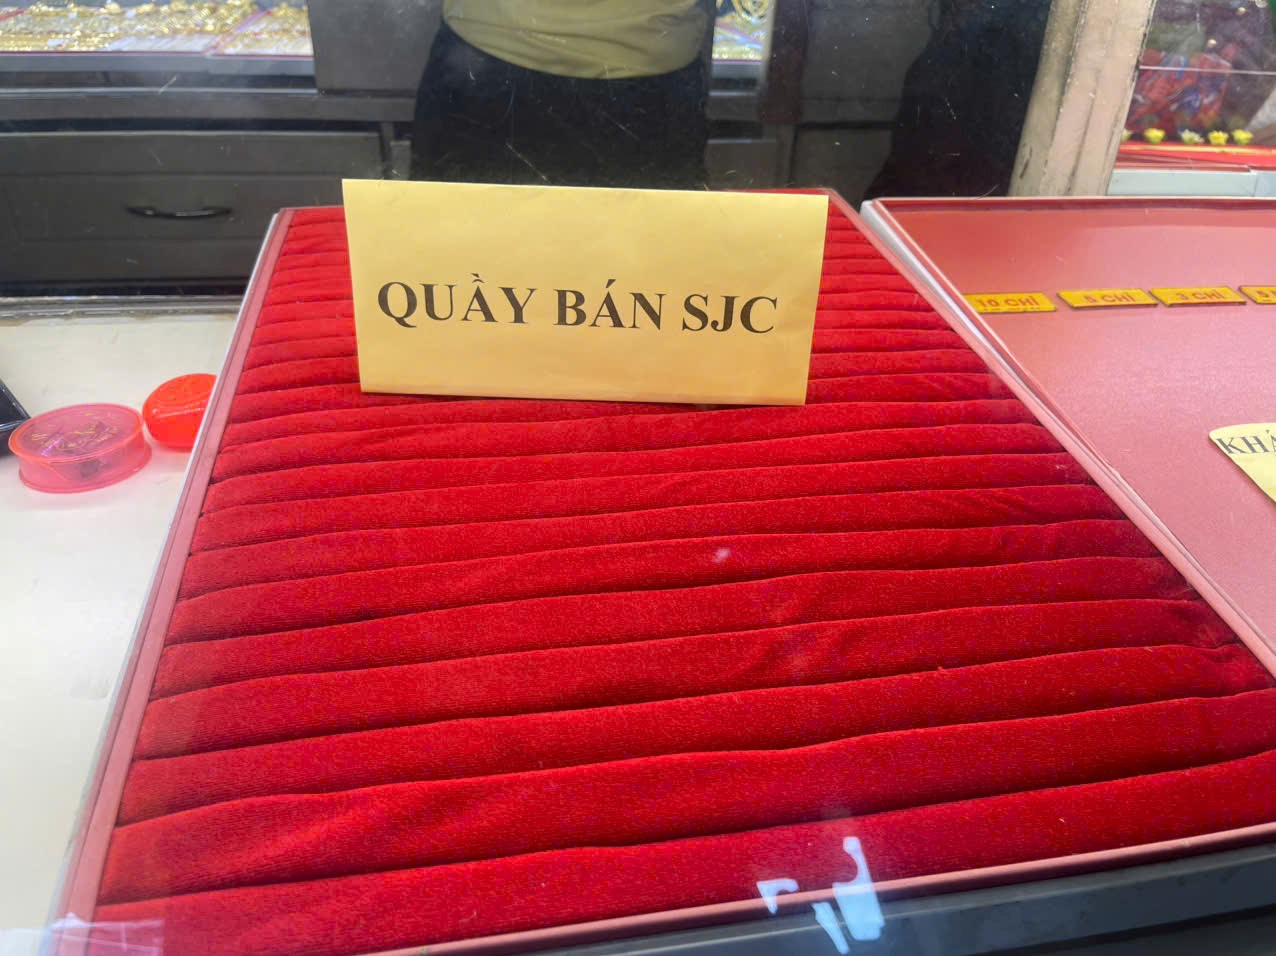 QUẦY BÁN SJC
10 CHỈ
5 CHỈ
3 CHỈ